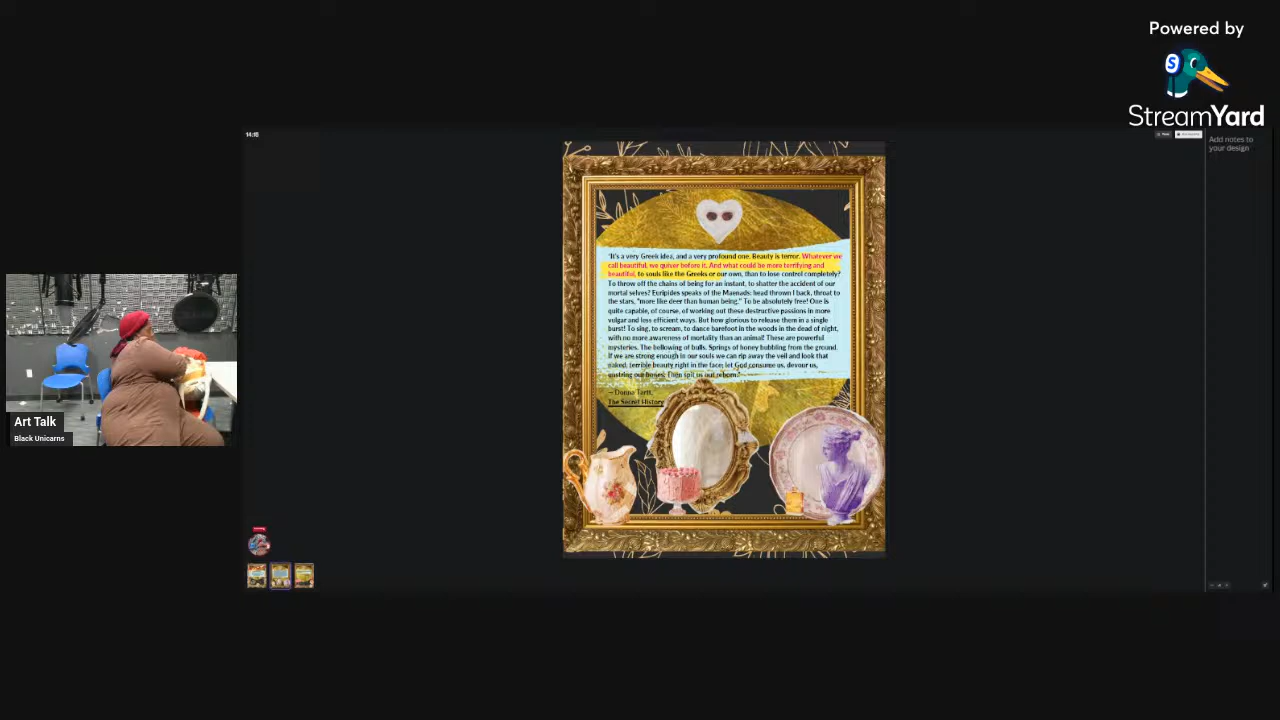 Powered by
StreamYard
14:15
Add notes to
your design
"It's a very Greek idea, and a very profound one. Beauty is terror. Whatever we
call beautiful, we quiver before it. And what could be more terrifying and
beautiful, to souls like the Greeks or our own, than to lose control completely?
To throw off the chains of being for an instant, to shatter the accident of our
mortal selves? Euripides speaks of the Maenads: head thrown I back, throat to
the stars, "more like deer than human being." To be absolutely free! One is
quite capable, of course, of working out these destructive passions in more
vulgar and less efficient ways. But how glorious to release them in a single
burst! To sing, to scream, to dance barefoot in the woods in the dead of night,
with no more awareness of mortality than an animal! These are powerful
mysteries. The bellowing of bulls. Springs of honey bubbling from the ground.
If we are strong enough in our souls we can rip away the veil and look that
naked, terrible beauty right in the face; let God consume us, devour us,
unstring our bones. Then spit us out reborn."
— Donna Tartt,
The Secret History
Art Talk
Black Unicarns